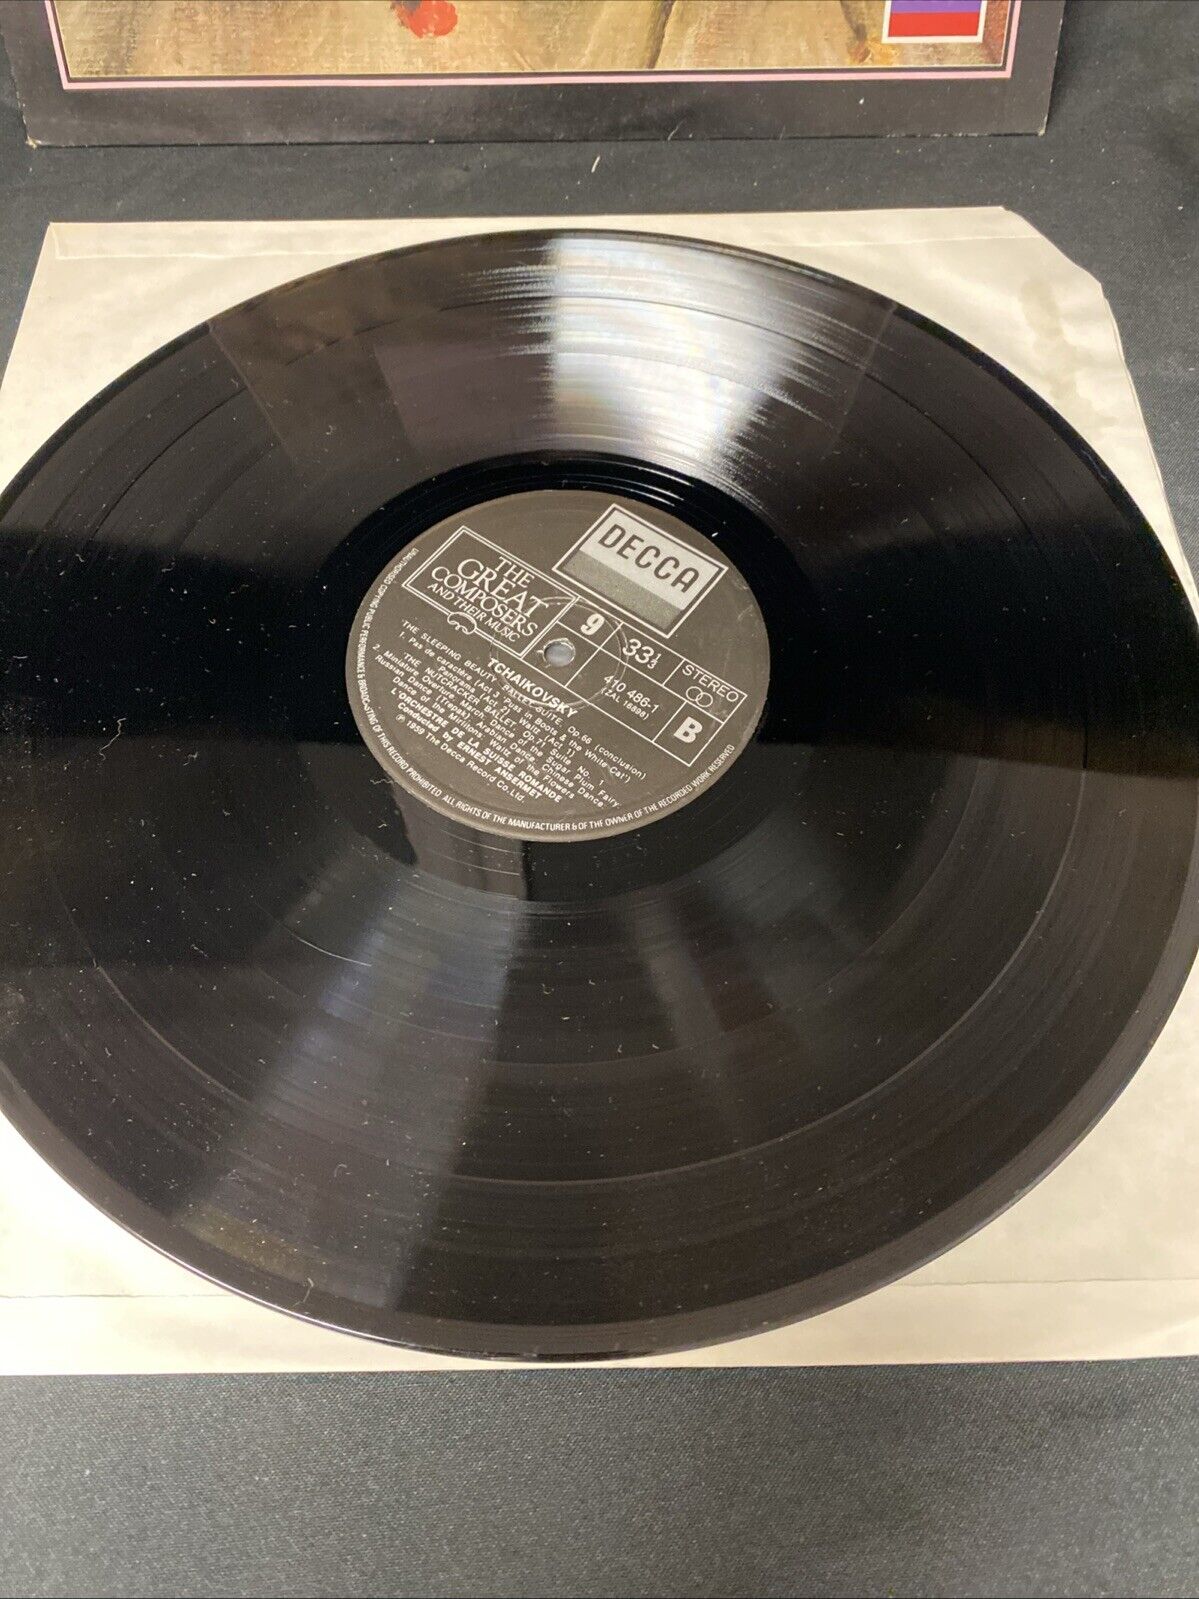 DECCA
THE
GREAT
COMPOSERS
AND THEIR MUSIC
9
33⅓
STEREO
410 486-1
(ZAL 16898)
B
TCHAIKOVSKY
'THE SLEEPING BEAUTY' BALLET SUITE, Op.66 (conclusion)
1. Pas de caractère (Act 3, 'Puss in Boots & the White Cat')
Panorama (Act 2), Waltz (Act 1)
2. THE NUTCRACKER BALLET, Op.71 Suite No. 1
Miniature Overture, March, Dance of the Sugar Plum Fairy
Russian Dance (Trepak), Arabian Dance, Chinese Dance
Dance of the Mirlitons, Waltz of the Flowers
L'ORCHESTRE DE LA SUISSE ROMANDE
Conducted by ERNEST ANSERMET
℗ 1959 The Decca Record Co. Ltd.
UNAUTHORISED COPYING PUBLIC PERFORMANCE & BROADCASTING OF THIS RECORD PROHIBITED ALL RIGHTS OF THE MANUFACTURER & OF THE OWNER OF THE RECORDED WORK RESERVED